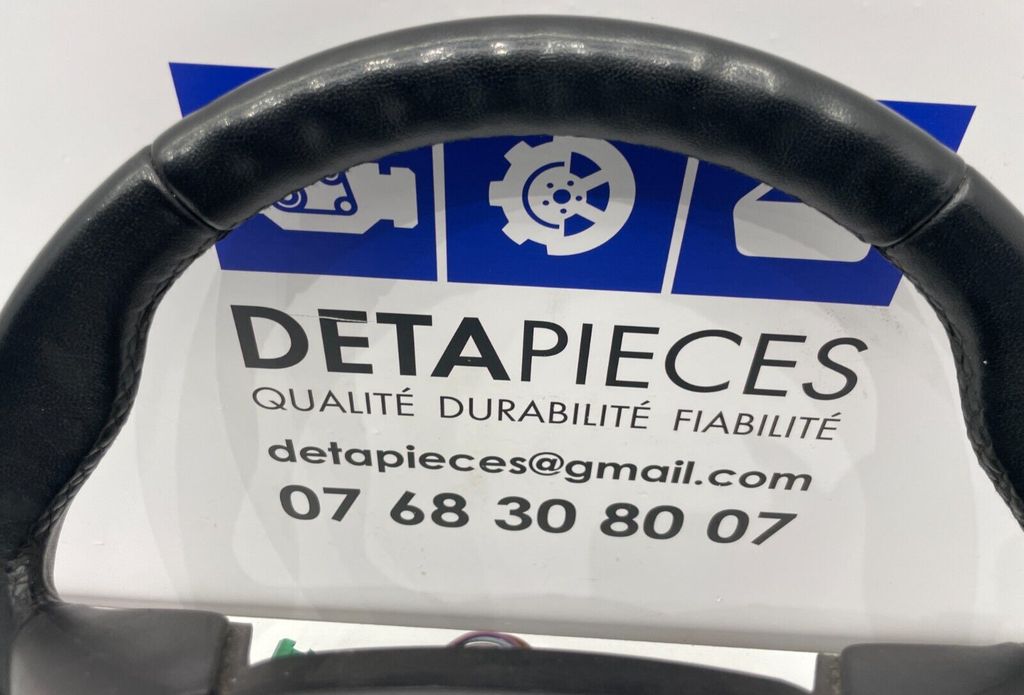 DETAPIECES
QUALITÉ DURABILITÉ FIABILITÉ
detapieces@gmail.com
07 68 30 80 07